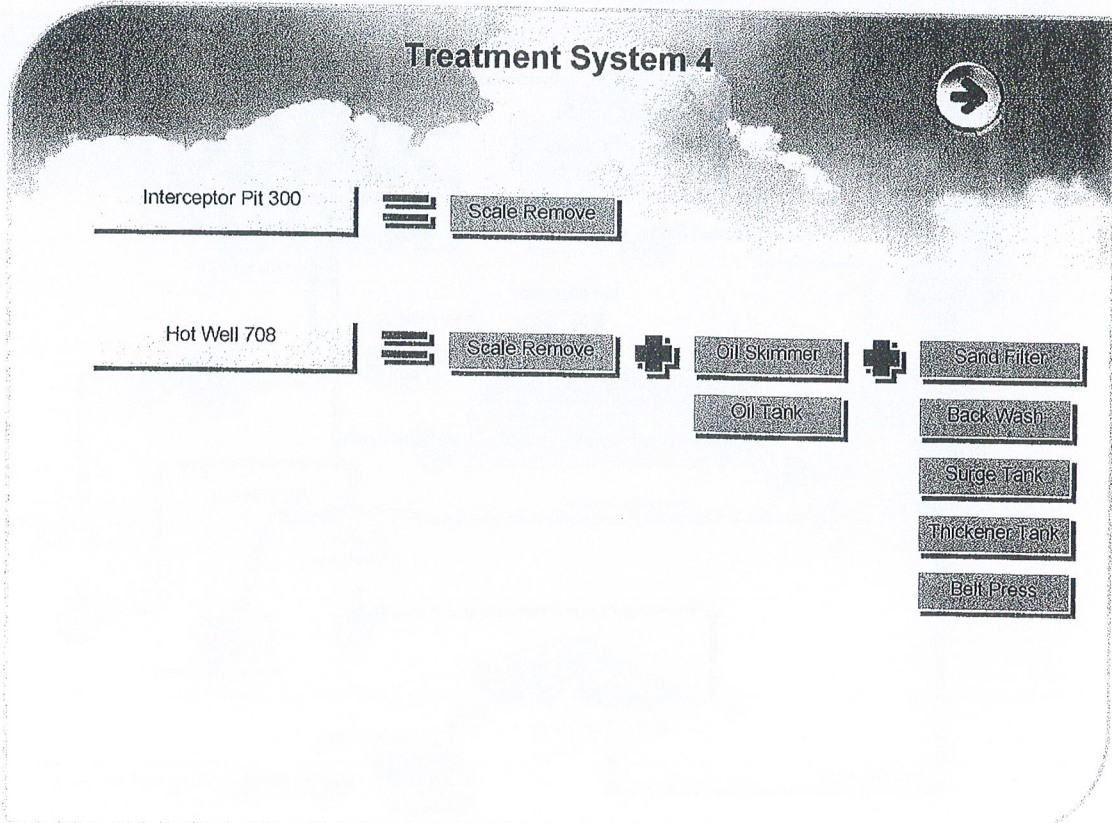 Treatment System 4
Interceptor Pit 300
Scale Remove
Hot Well 708
Scale Remove
Oil Skimmer
Sand Filter
Oil Tank
Back Wash
Surge Tank
Thickener Tank
Belt Press